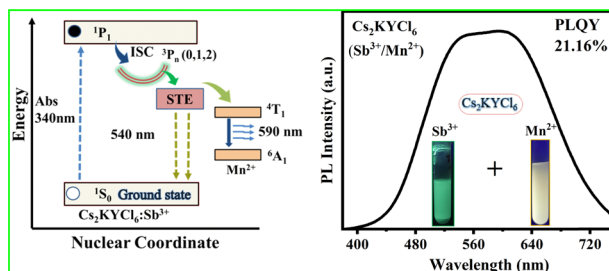 Energy
¹P₁
ISC
³Pₙ (0,1,2)
Abs
340nm
STE
540 nm
⁴T₁
590 nm
⁶A₁
Mn²⁺
¹S₀ Ground state
Cs₂KYCl₆:Sb³⁺
Nuclear Coordinate
PL Intensity (a.u.)
Cs₂KYCl₆
(Sb³⁺/Mn²⁺)
PLQY
21.16%
Cs₂KYCl₆
Sb³⁺
Mn²⁺
+
400 480 560 640 720
Wavelength (nm)